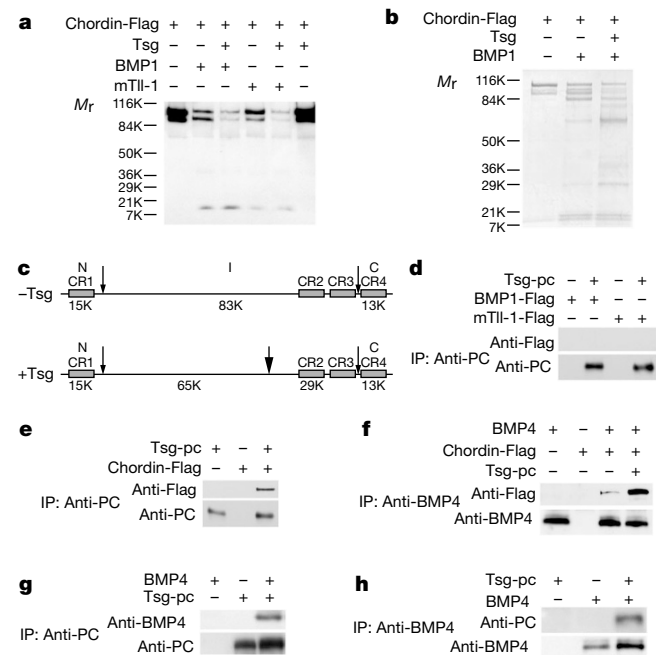 a
Chordin-Flag + + + + + +
Tsg – – + – + +
BMP1 – + + – – –
mTll-1 – – – + + –
Mr
116K
84K
50K
36K
29K
21K
7K
b
Chordin-Flag + + +
Tsg – – +
BMP1 – + +
Mr
116K
84K
50K
36K
29K
21K
7K
c
N I C
CR1 CR2 CR3 CR4
–Tsg
15K 83K 13K
N C
CR1 CR2 CR3 CR4
+Tsg
15K 65K 29K 13K
d
Tsg-pc – + – +
BMP1-Flag + + – –
mTll-1-Flag – – + +
Anti-Flag
IP: Anti-PC
Anti-PC
e
Tsg-pc + – +
Chordin-Flag – + +
Anti-Flag
IP: Anti-PC
Anti-PC
f
BMP4 + – + +
Chordin-Flag – + + +
Tsg-pc – – – +
IP: Anti-BMP4
Anti-Flag
Anti-BMP4
g
BMP4 + – +
Tsg-pc – + +
Anti-BMP4
IP: Anti-PC
Anti-PC
h
Tsg-pc + – +
BMP4 – + +
Anti-PC
IP: Anti-BMP4
Anti-BMP4